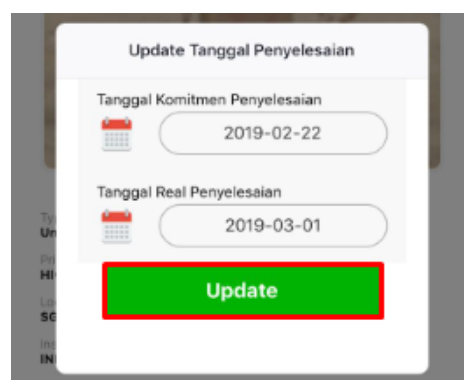 Update Tanggal Penyelesaian
Tanggal Komitmen Penyelesaian
2019-02-22
Tanggal Real Penyelesaian
2019-03-01
Update